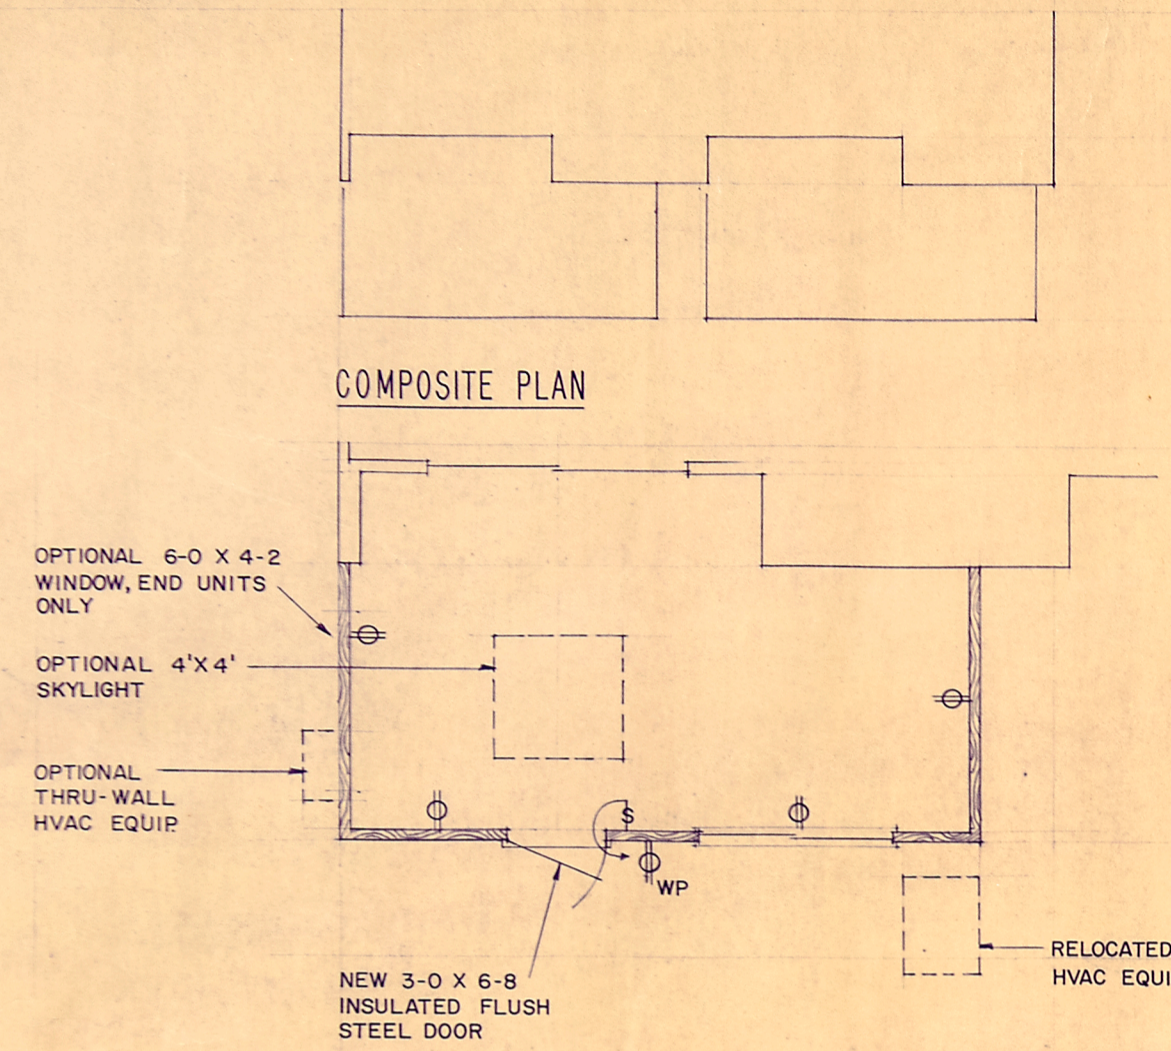 COMPOSITE PLAN
OPTIONAL 6-0 X 4-2
WINDOW, END UNITS
ONLY
OPTIONAL 4'X4'
SKYLIGHT
OPTIONAL
THRU-WALL
HVAC EQUIP.
S
WP
NEW 3-0 X 6-8
INSULATED FLUSH
STEEL DOOR
RELOCATED
HVAC EQUI